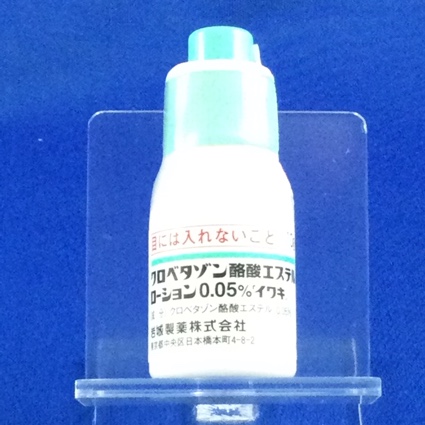 目には入れないこと
クロベタゾン酪酸エステル
ローション0.05%「イワキ
クロベタゾン酪酸エステル 0.05%
岩城製薬株式会社
東京都中央区日本橋本町4-8-2